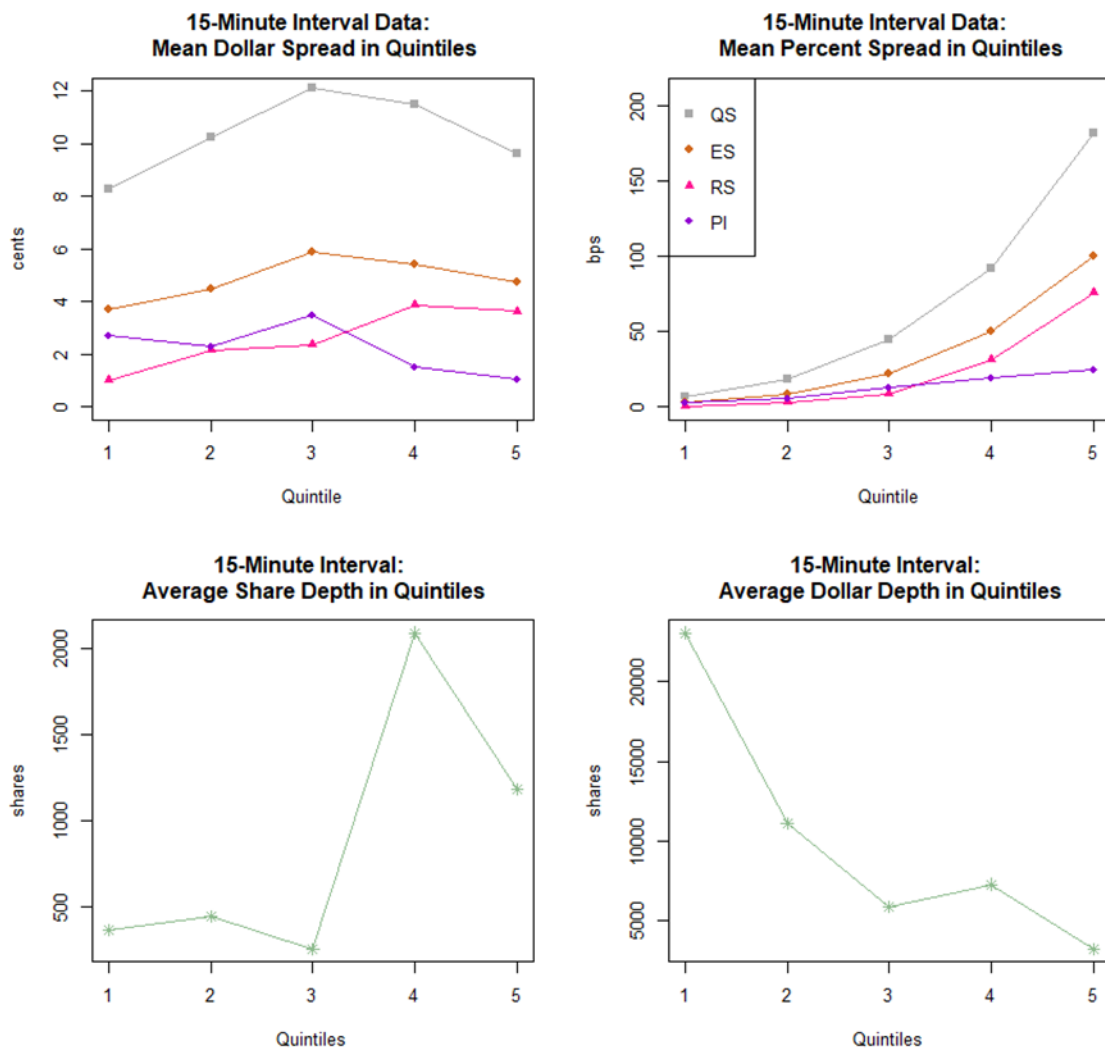 15-Minute Interval Data:
Mean Dollar Spread in Quintiles
cents
12
10
8
6
4
2
0
1 2 3 4 5
Quintile
15-Minute Interval Data:
Mean Percent Spread in Quintiles
bps
200
150
100
50
0
QS
ES
RS
PI
1 2 3 4 5
Quintile
15-Minute Interval:
Average Share Depth in Quintiles
shares
2000
1500
1000
500
1 2 3 4 5
Quintiles
15-Minute Interval:
Average Dollar Depth in Quintiles
shares
20000
15000
10000
5000
1 2 3 4 5
Quintiles